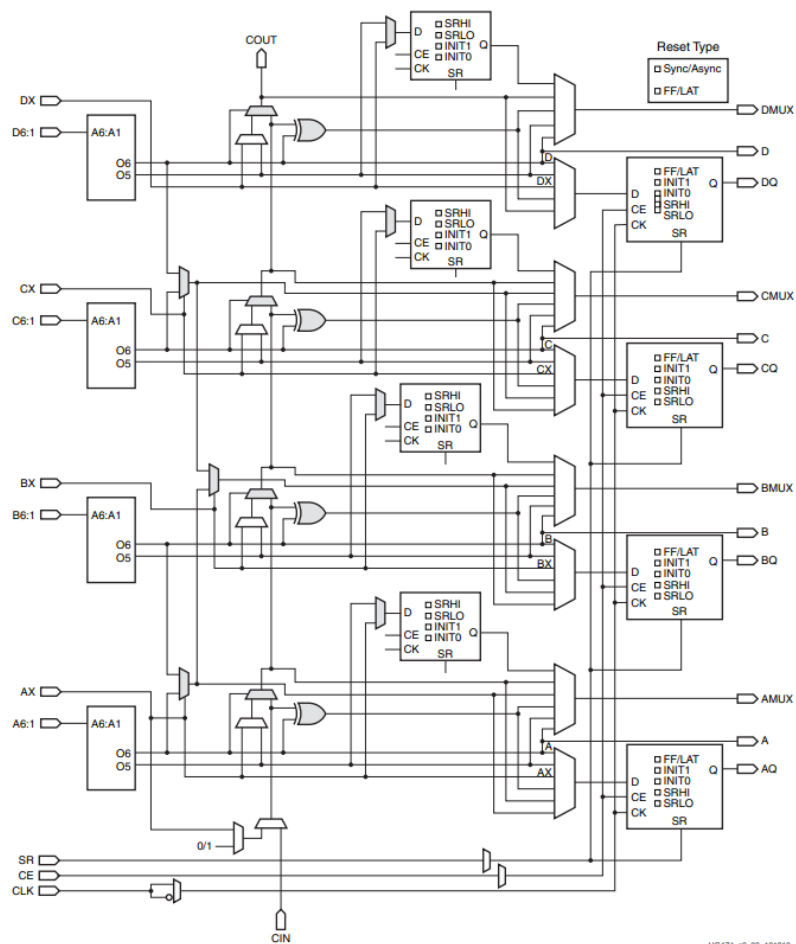 COUT
D
CE
CK
SRHI
SRLO
INIT1
INIT0
Q
SR
Reset Type
Sync/Async
FF/LAT
DX
D6:1
A6:A1
O6
O5
DMUX
D
D
DX
D
CE
CK
FF/LAT
INIT1
INIT0
SRHI
SRLO
Q
SR
DQ
D
CE
CK
SRHI
SRLO
INIT1
INIT0
Q
SR
CX
C6:1
A6:A1
O6
O5
CMUX
C
C
CX
D
CE
CK
FF/LAT
INIT1
INIT0
SRHI
SRLO
Q
SR
CQ
D
CE
CK
SRHI
SRLO
INIT1
INIT0
Q
SR
BX
B6:1
A6:A1
O6
O5
BMUX
B
B
BX
D
CE
CK
FF/LAT
INIT1
INIT0
SRHI
SRLO
Q
SR
BQ
D
CE
CK
SRHI
SRLO
INIT1
INIT0
Q
SR
AX
A6:1
A6:A1
O6
O5
AMUX
A
A
AX
D
CE
CK
FF/LAT
INIT1
INIT0
SRHI
SRLO
Q
SR
AQ
0/1
SR
CE
CLK
CIN